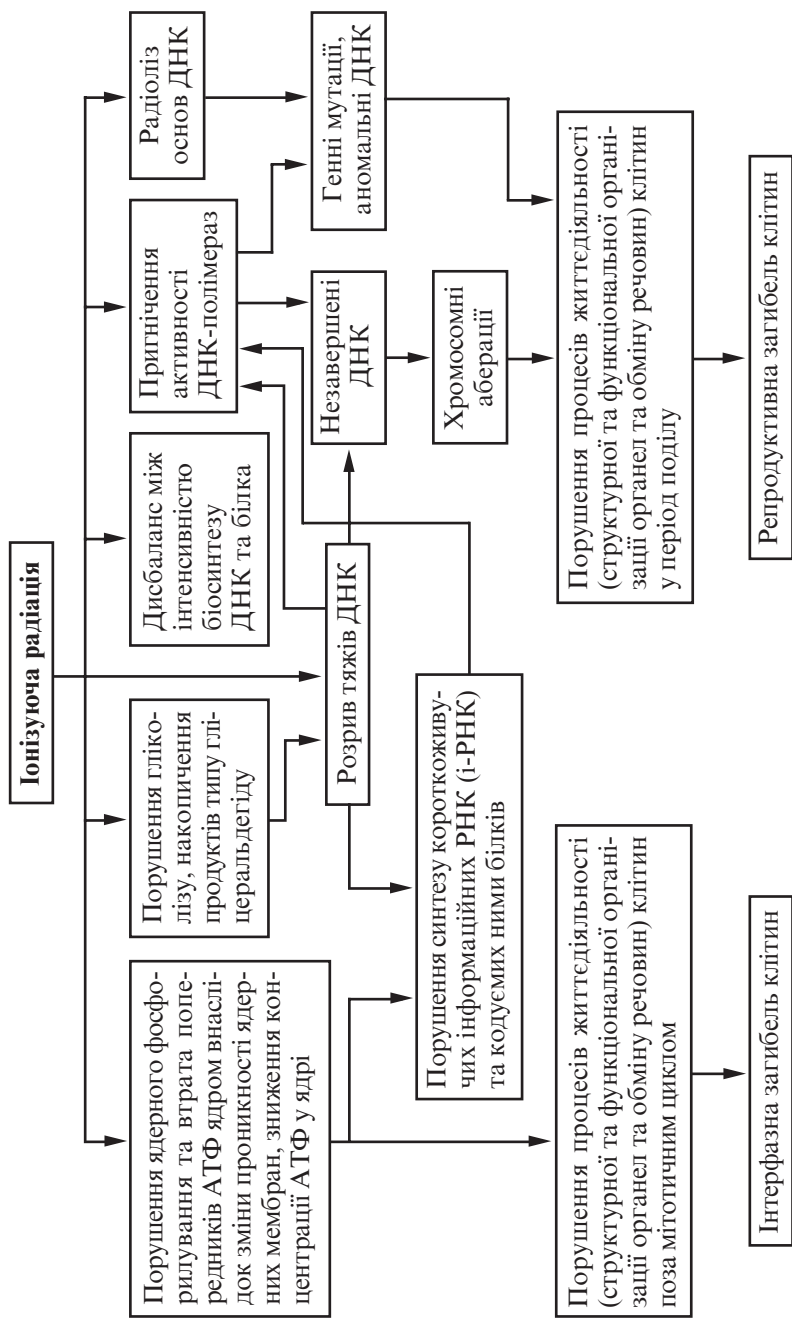 Іонізуюча радіація
Порушення ядерного фосфо-
рилування та втрата попе-
редників АТФ ядром внаслі-
док зміни проникності ядер-
них мембран, зниження кон-
центрації АТФ у ядрі
Порушення гліко-
лізу, накопичення
продуктів типу глі-
церальдегіду
Дисбаланс між
інтенсивністю
біосинтезу
ДНК та білка
Пригнічення
активності
ДНК-полімераз
Радіоліз
основ ДНК
Розрив тяжів ДНК
Незавершені
ДНК
Генні мутації,
аномальні ДНК
Порушення синтезу короткоживу-
чих інформаційних РНК (і-РНК)
та кодуємих ними білків
Хромосомні
аберації
Порушення процесів життєдіяльності
(структурної та функціональної органі-
зації органел та обміну речовин) клітин
поза мітотичним циклом
Порушення процесів життєдіяльності
(структурної та функціональної органі-
зації органел та обміну речовин) клітин
у період поділу
Інтерфазна загибель клітин
Репродуктивна загибель клітин